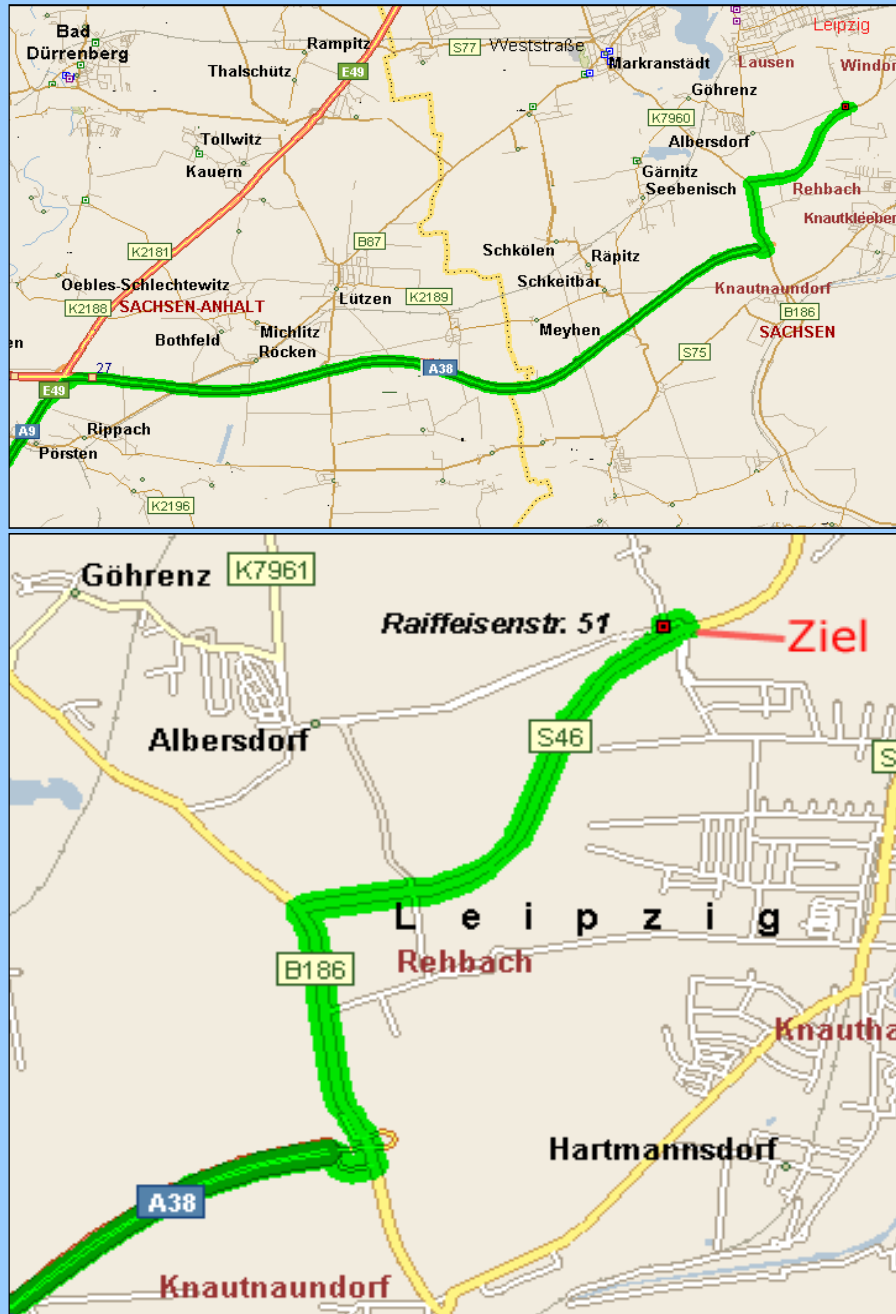 Bad
Dürrenberg
Rampitz
S77
Weststraße
Leipzig
Markranstädt
Lausen
Windor
Thalschütz
E49
Göhrenz
K7960
Tollwitz
Albersdorf
Kauern
Gärnitz
Seebenisch
Rehbach
Knautkleeber
K2181
B87
Schkölen
Räpitz
Oebles-Schlechtewitz
Schkeitbar
Knautnaundorf
K2188
SACHSEN-ANHALT
Lützen
K2189
B186
Michlitz
Meyhen
SACHSEN
Bothfeld
Röcken
en
S75
27
A38
E49
A9
Rippach
Pörsten
K2196
Göhrenz
K7961
Raiffeisenstr. 51
Ziel
Albersdorf
S46
S
Leipzig
B186
Rehbach
Knautha
Hartmannsdorf
A38
Knautnaundorf